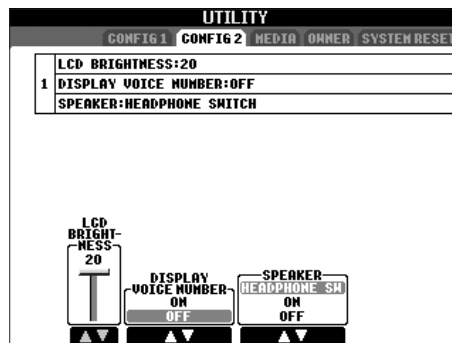 UTILITY
CONFIG 1 CONFIG 2 MEDIA OWNER SYSTEM RESET
LCD BRIGHTNESS:20
1 DISPLAY VOICE NUMBER:OFF
SPEAKER:HEADPHONE SWITCH
LCD
BRIGHT-
NESS
20
DISPLAY
VOICE NUMBER
ON
OFF
SPEAKER
HEADPHONE SW
ON
OFF